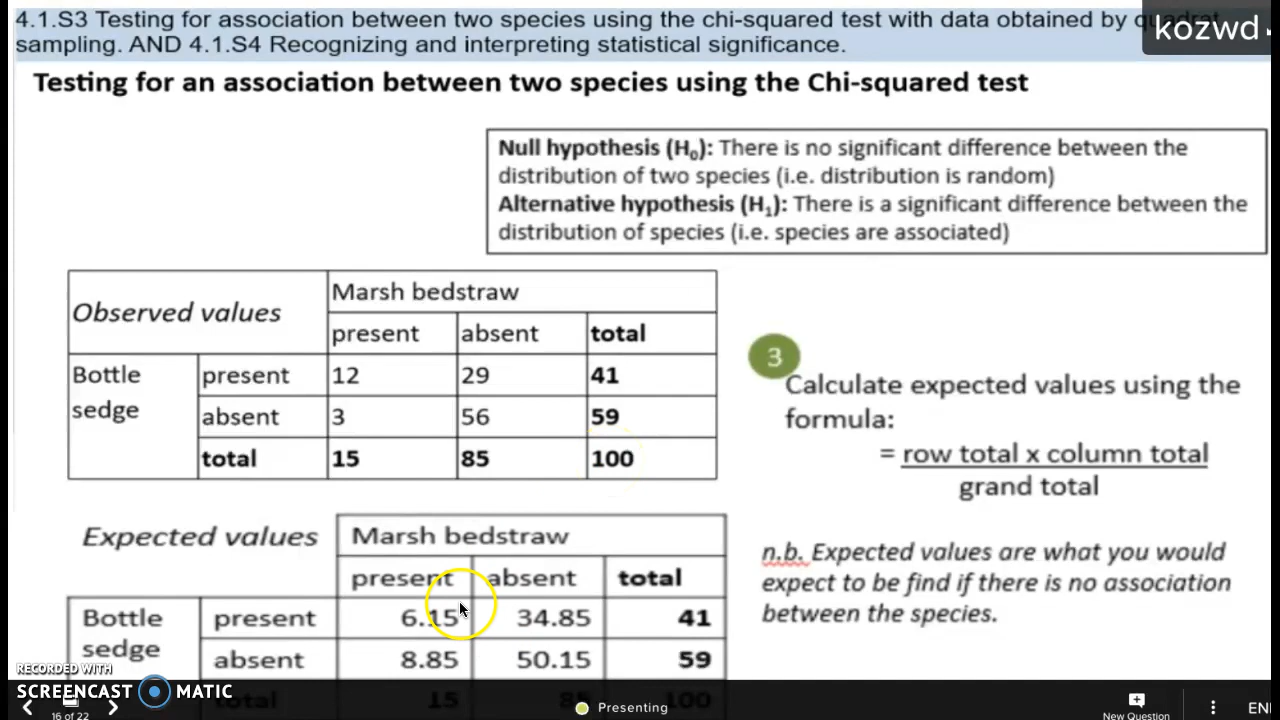 4.1.S3 Testing for association between two species using the chi-squared test with data obtained by quadrat
sampling. AND 4.1.S4 Recognizing and interpreting statistical significance.
kozwd
Testing for an association between two species using the Chi-squared test
Null hypothesis (H0): There is no significant difference between the
distribution of two species (i.e. distribution is random)
Alternative hypothesis (H1): There is a significant difference between the
distribution of species (i.e. species are associated)
Observed values
Marsh bedstraw
present absent total
Bottle sedge
present 12 29 41
absent 3 56 59
total 15 85 100
3
Calculate expected values using the
formula:
= row total x column total
grand total
n.b. Expected values are what you would
expect to be find if there is no association
between the species.
Expected values
Marsh bedstraw
present absent total
Bottle sedge
present 6.15 34.85 41
absent 8.85 50.15 59
total 15 85 100
RECORDED WITH
SCREENCAST MATIC
16 of 22
Presenting
New Question